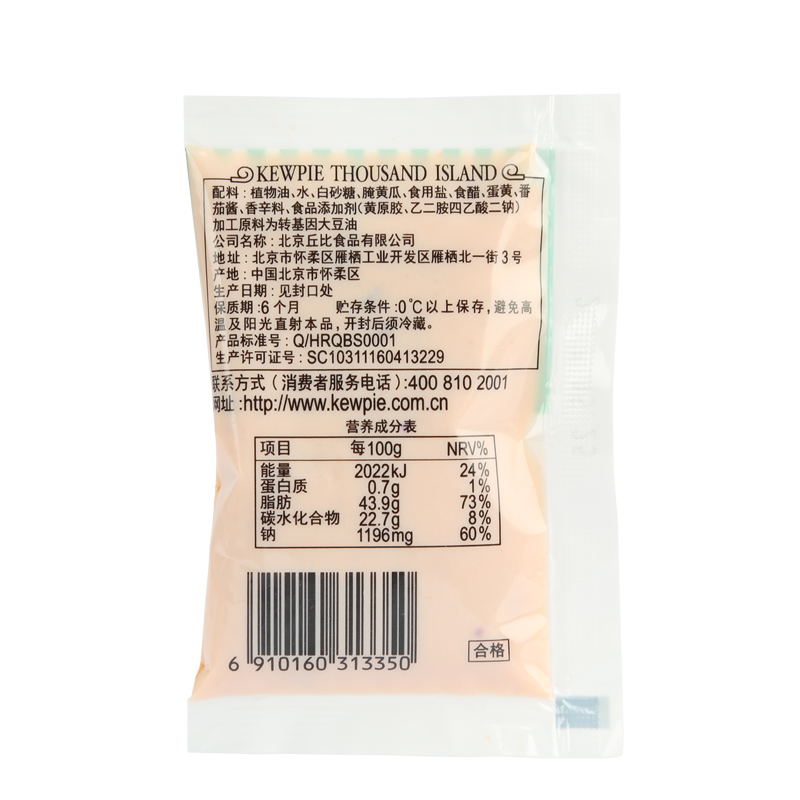 KEWPIE THOUSAND ISLAND
配料：植物油、水、白砂糖、腌黄瓜、食用盐、食醋、蛋黄、番
茄酱、香辛料、食品添加剂(黄原胶、乙二胺四乙酸二钠)
加工原料为转基因大豆油
公司名称：北京丘比食品有限公司
地址：北京市怀柔区雁栖工业开发区雁栖北一街3号
产地：中国北京市怀柔区
生产日期：见封口处
保质期:6个月 贮存条件:0℃以上保存,避免高
温及阳光直射本品,开封后须冷藏。
产品标准号：Q/HRQBS0001
生产许可证号：SC10311160413229
联系方式（消费者服务电话）:400 810 2001
网址:http://www.kewpie.com.cn
营养成分表
项目 每100g NRV%
能量 2022kJ 24%
蛋白质 0.7g 1%
脂肪 43.9g 73%
碳水化合物 22.7g 8%
钠 1196mg 60%
6 910160 313350
合格